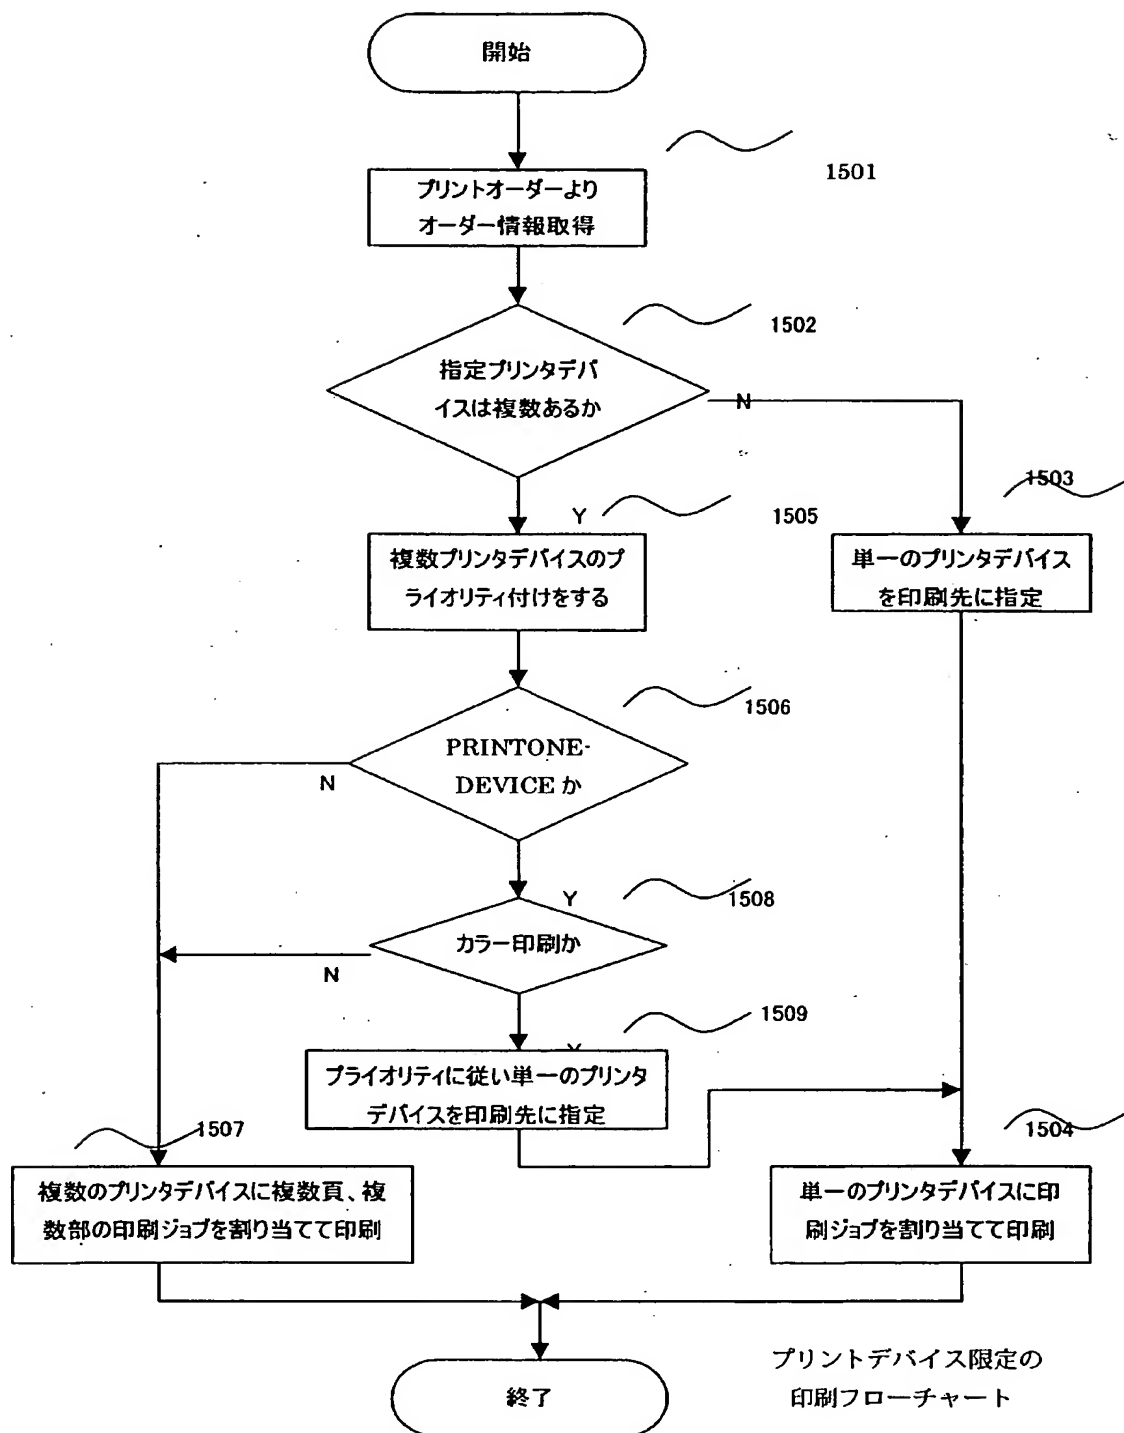 開始
1501
プリントオーダーより
オーダー情報取得
1502
指定プリンタデバ
イスは複数あるか
N
1503
Y
1505
複数プリンタデバイスのプ
ライオリティ付けをする
単一のプリンタデバイス
を印刷先に指定
1506
PRINTONE-
DEVICEか
N
Y
1508
カラー印刷か
N
1509
Y
プライオリティに従い単一のプリンタ
デバイスを印刷先に指定
1507
1504
複数のプリンタデバイスに複数頁、複
数部の印刷ジョブを割り当てて印刷
単一のプリンタデバイスに印
刷ジョブを割り当てて印刷
終了
プリントデバイス限定の
印刷フローチャート